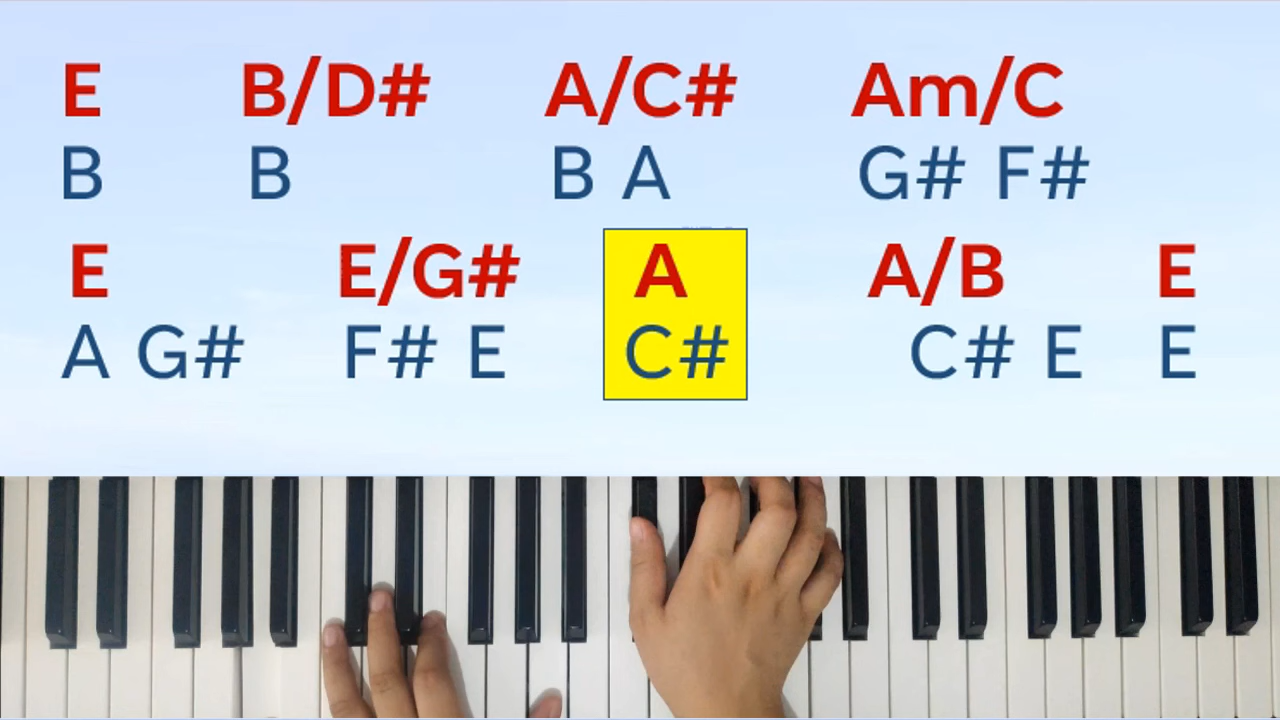 E B/D# A/C# Am/C
B B B A G# F#
E E/G# A A/B E
A G# F# E C# C# E E